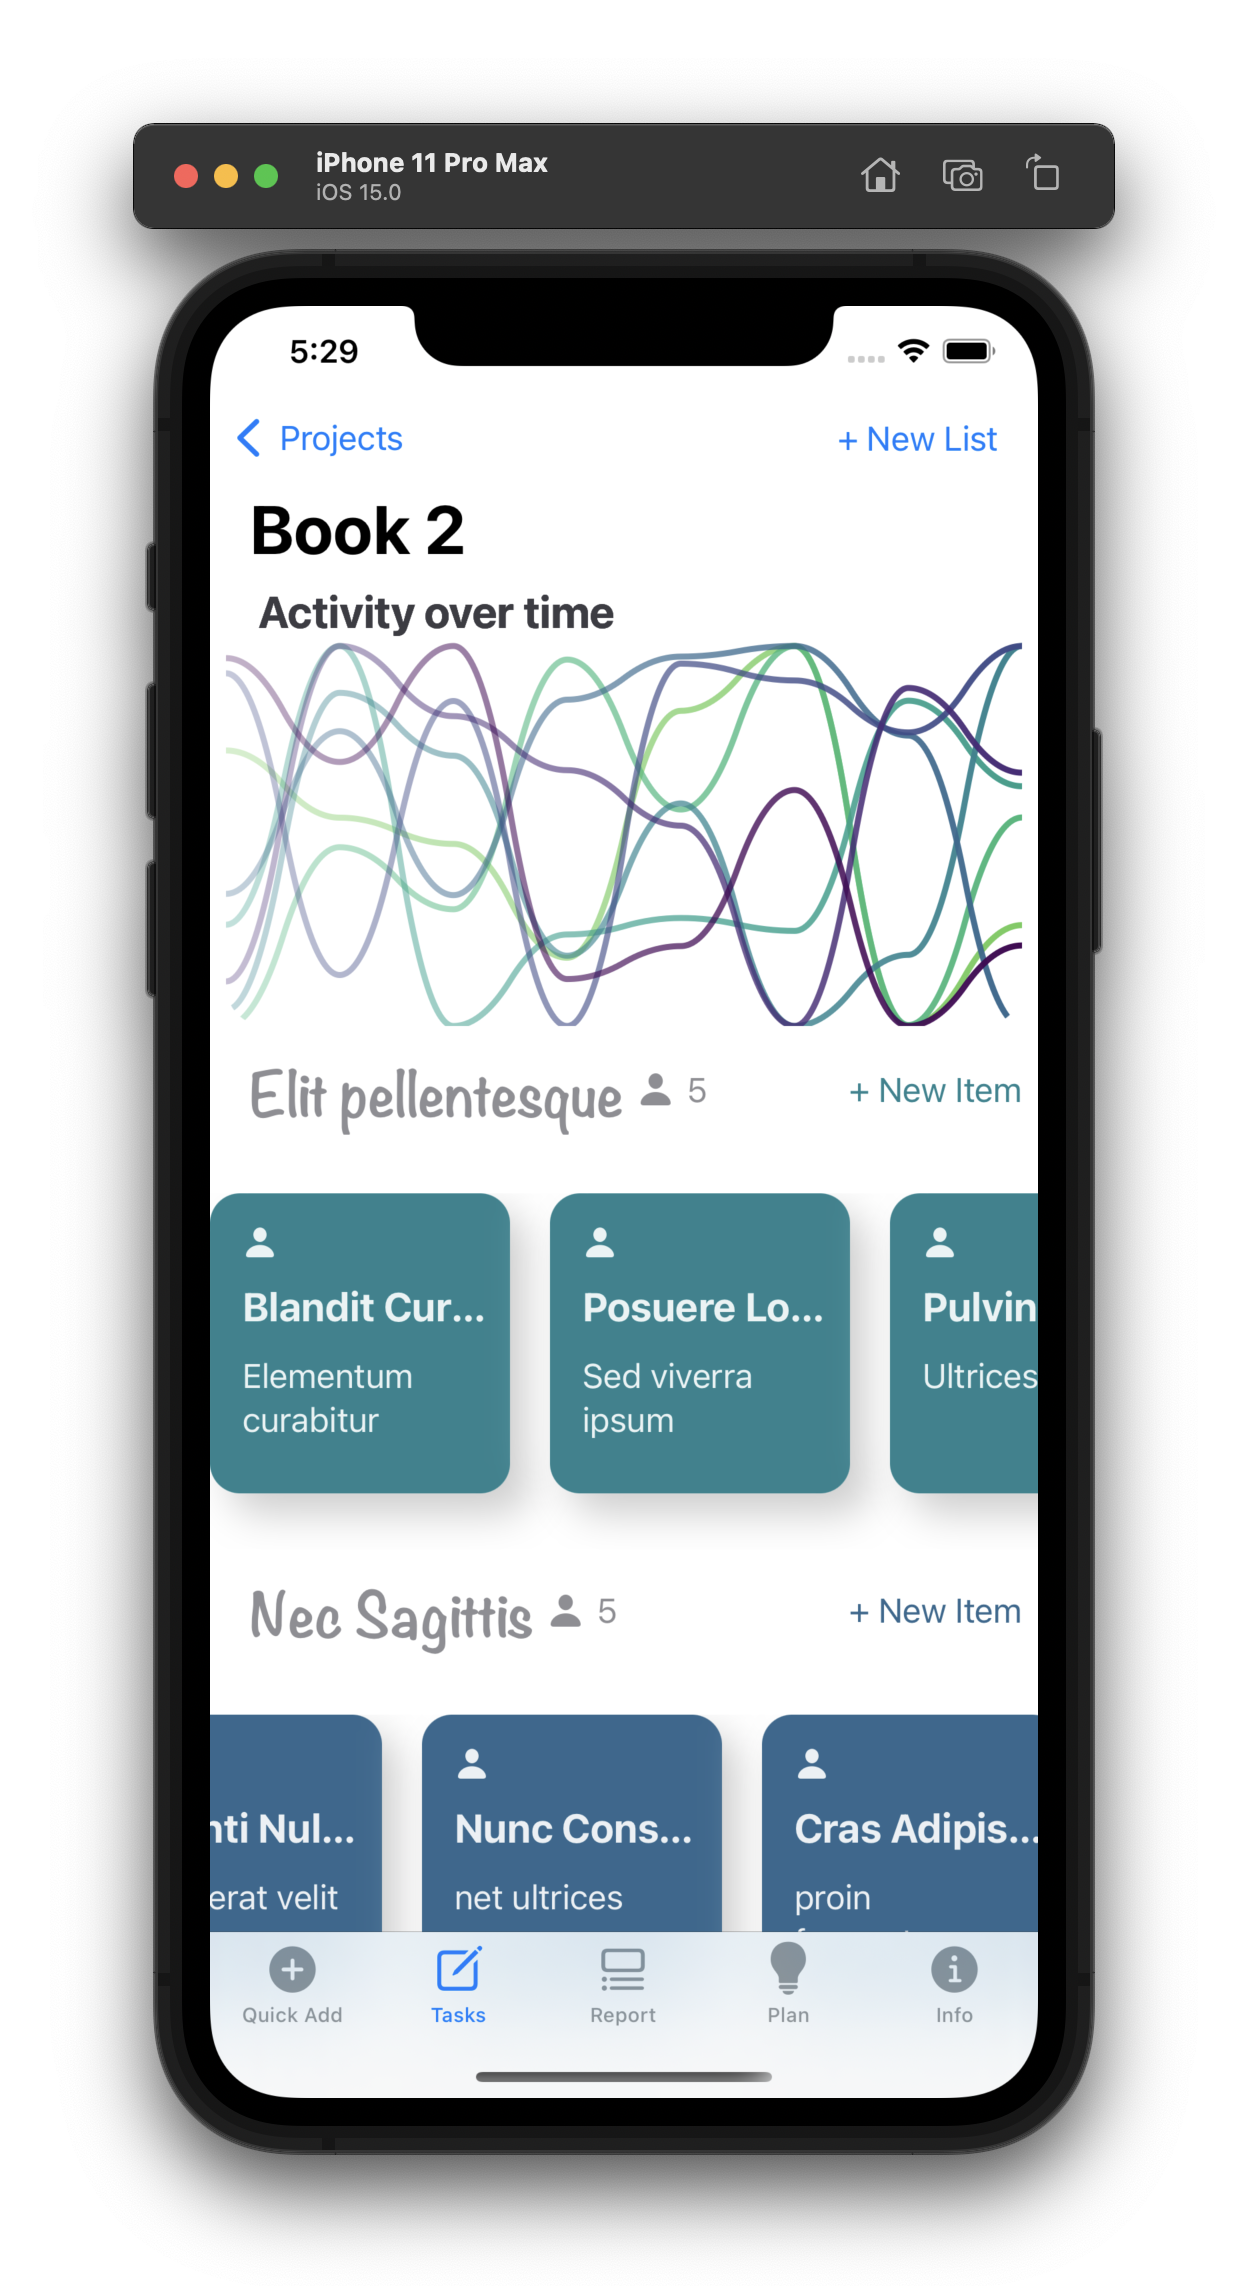 iPhone 11 Pro Max
iOS 15.0
5:29
Projects
+ New List
Book 2
Activity over time
Elit pellentesque 5
+ New Item
Blandit Cur...
Elementum
curabitur
Posuere Lo...
Sed viverra
ipsum
Pulvin
Ultrices
Nec Sagittis 5
+ New Item
nti Nul...
erat velit
Nunc Cons...
net ultrices
Cras Adipis...
proin
Quick Add
Tasks
Report
Plan
Info